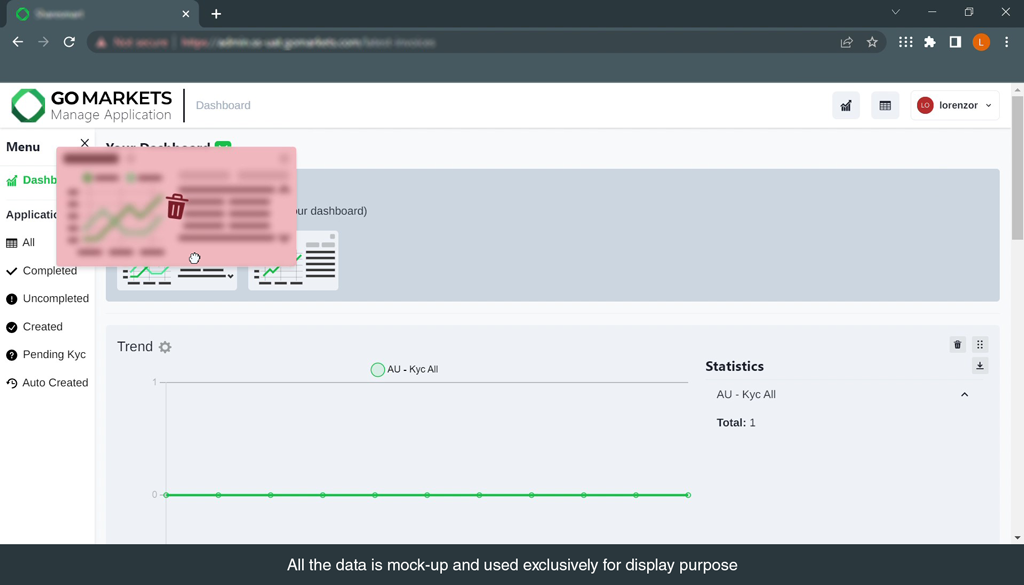 GO MARKETS
Manage Application
Dashboard
LO
lorenzor
Menu
Your Dashboard
Dashb
Applicatio
ur dashboard)
All
Completed
Uncompleted
Created
Pending Kyc
Auto Created
Trend
AU - Kyc All
1
0
Statistics
AU - Kyc All
Total: 1
L
All the data is mock-up and used exclusively for display purpose